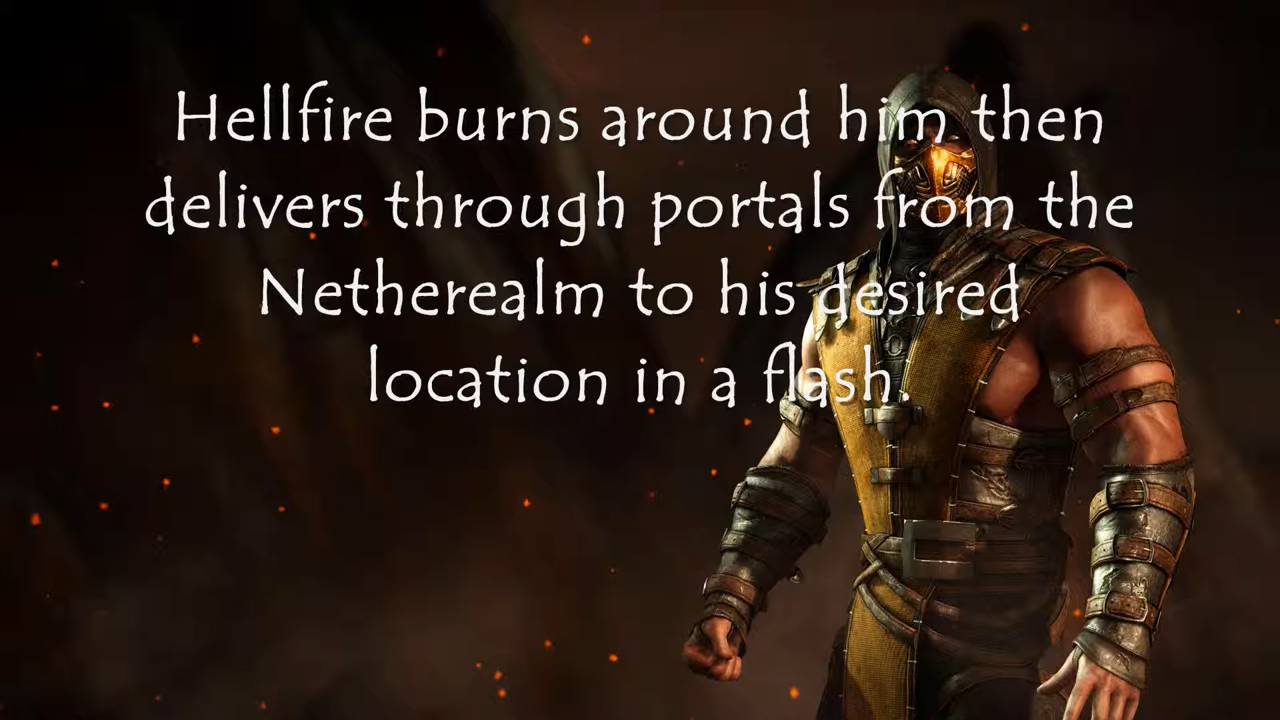 Hellfire burns around him then
delivers through portals from the
Netherealm to his desired
location in a flash.